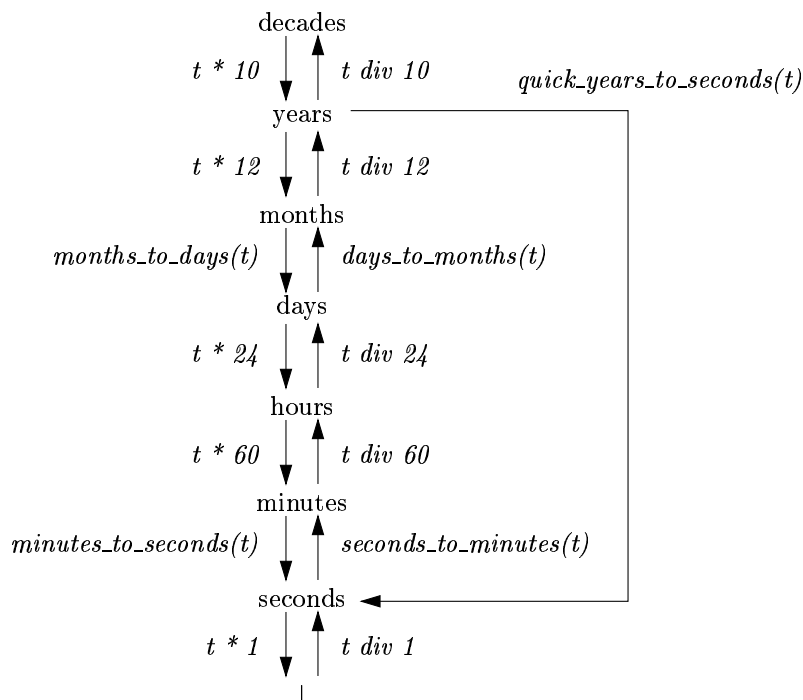 decades
t * 10 t div 10 quick_years_to_seconds(t)
years
t * 12 t div 12
months
months_to_days(t) days_to_months(t)
days
t * 24 t div 24
hours
t * 60 t div 60
minutes
minutes_to_seconds(t) seconds_to_minutes(t)
seconds
t * 1 t div 1